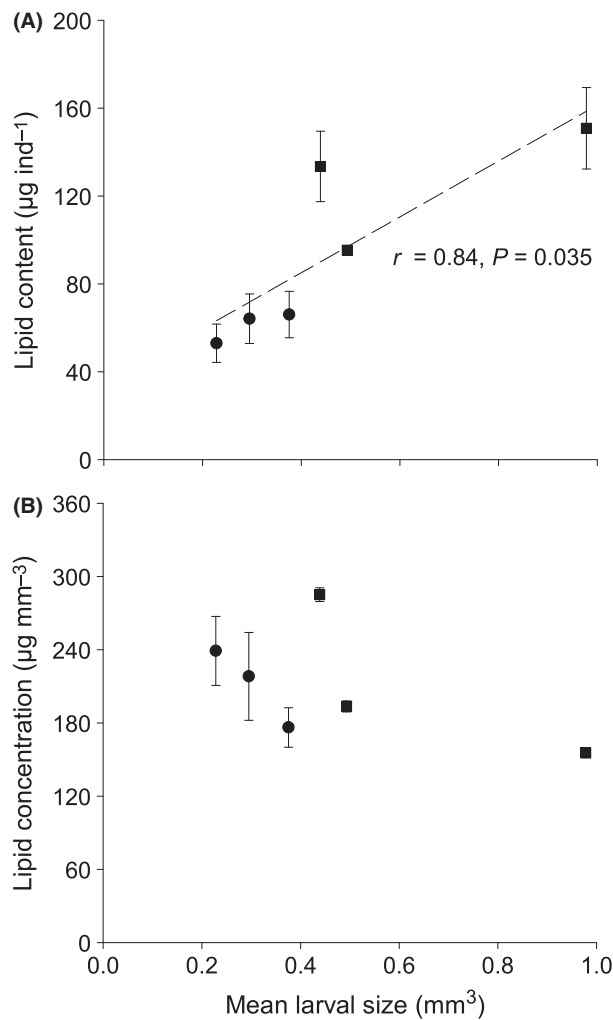 (A)
200
160
120
80
40
0
Lipid content (µg ind⁻¹)
r = 0.84, P = 0.035
(B)
360
300
240
180
120
60
0
Lipid concentration (µg mm⁻³)
0.0 0.2 0.4 0.6 0.8 1.0
Mean larval size (mm³)